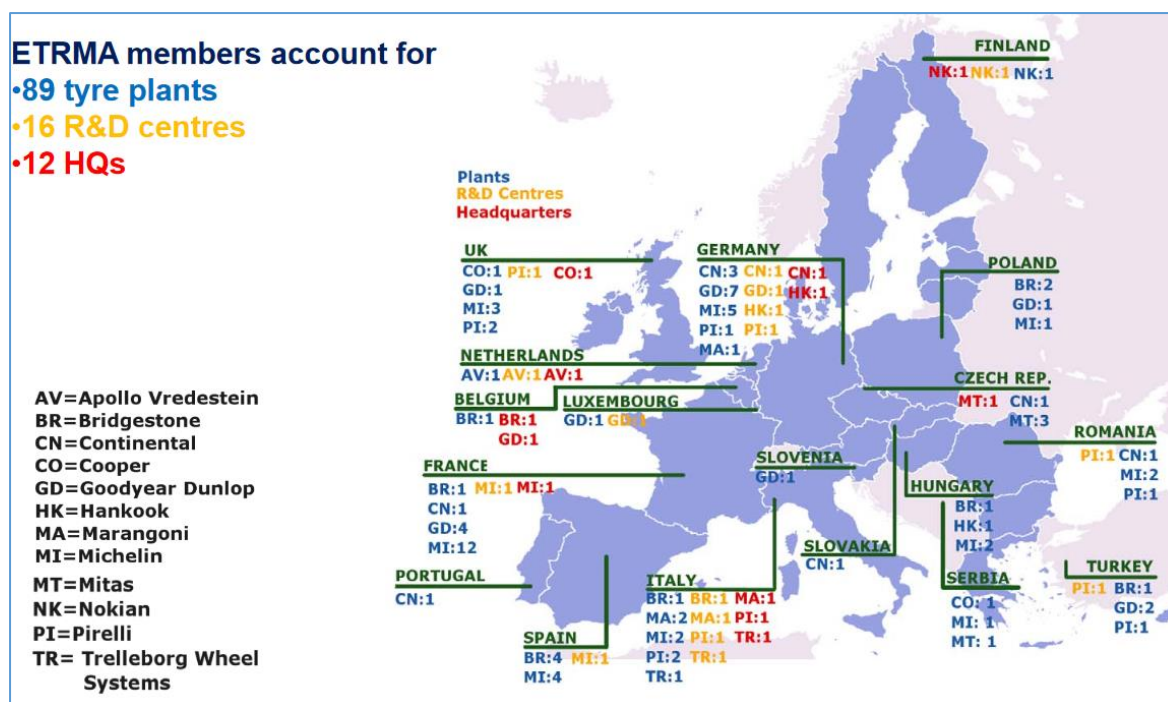 ETRMA members account for
•89 tyre plants
•16 R&D centres
•12 HQs
Plants
R&D Centres
Headquarters
FINLAND
NK:1 NK:1 NK:1
UK
CO:1 PI:1 CO:1
GD:1
MI:3
PI:2
GERMANY
CN:3 CN:1 CN:1
GD:7 GD:1 HK:1
MI:5 HK:1
PI:1 PI:1
MA:1
POLAND
BR:2
GD:1
MI:1
NETHERLANDS
AV:1 AV:1 AV:1
BELGIUM
BR:1 BR:1
GD:1
LUXEMBOURG
GD:1 GD:1
CZECH REP.
MT:1 CN:1
MT:3
ROMANIA
PI:1 CN:1
MI:2
PI:1
FRANCE
BR:1 MI:1 MI:1
CN:1
GD:4
MI:12
SLOVENIA
GD:1
HUNGARY
BR:1
HK:1
MI:2
SLOVAKIA
CN:1
PORTUGAL
CN:1
SPAIN
BR:4 MI:1
MI:4
ITALY
BR:1 BR:1 MA:1
MA:2 MA:1 PI:1
MI:2 PI:1 TR:1
PI:2 TR:1
TR:1
SERBIA
CO: 1
MI: 1
MT: 1
TURKEY
PI:1 BR:1
GD:2
PI:1
AV=Apollo Vredestein
BR=Bridgestone
CN=Continental
CO=Cooper
GD=Goodyear Dunlop
HK=Hankook
MA=Marangoni
MI=Michelin
MT=Mitas
NK=Nokian
PI=Pirelli
TR= Trelleborg Wheel
Systems